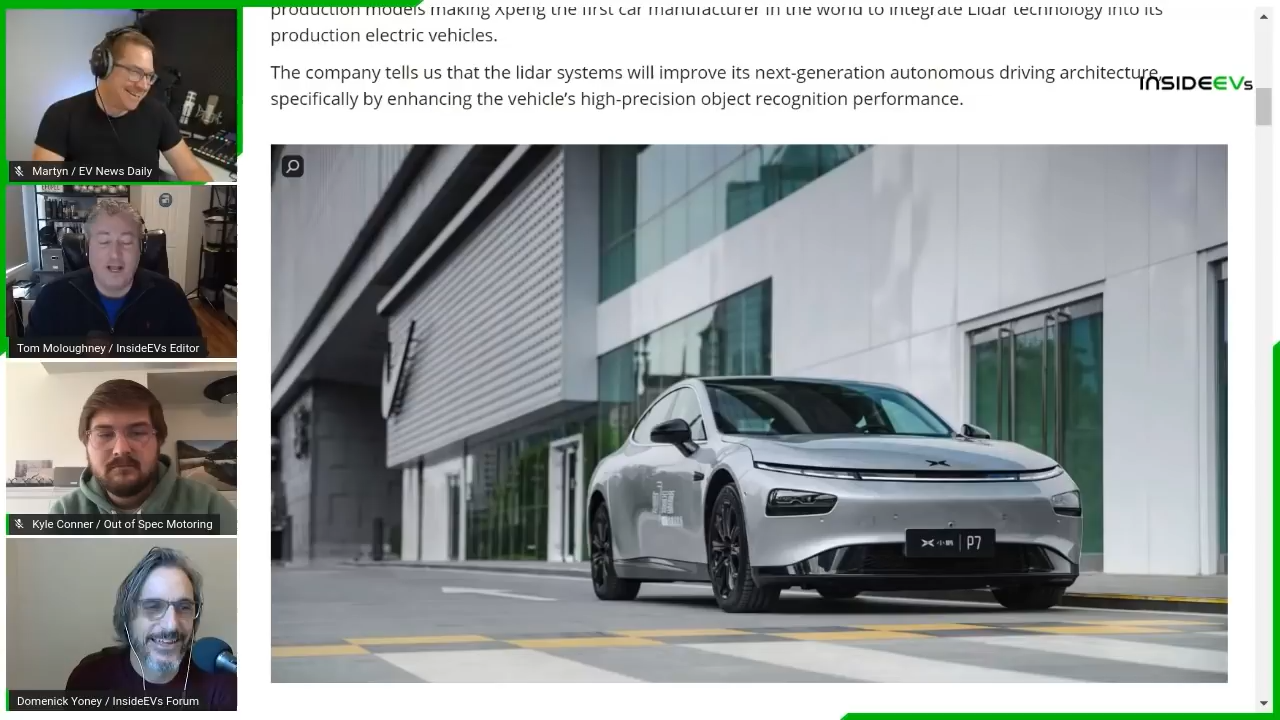 production models making Xpeng the first car manufacturer in the world to integrate Lidar technology into its
production electric vehicles.
The company tells us that the lidar systems will improve its next-generation autonomous driving architecture,
specifically by enhancing the vehicle's high-precision object recognition performance.
INSIDEEVs
Martyn / EV News Daily
Tom Moloughney / InsideEVs Editor
Kyle Conner / Out of Spec Motoring
Domenick Yoney / InsideEVs Forum
P7